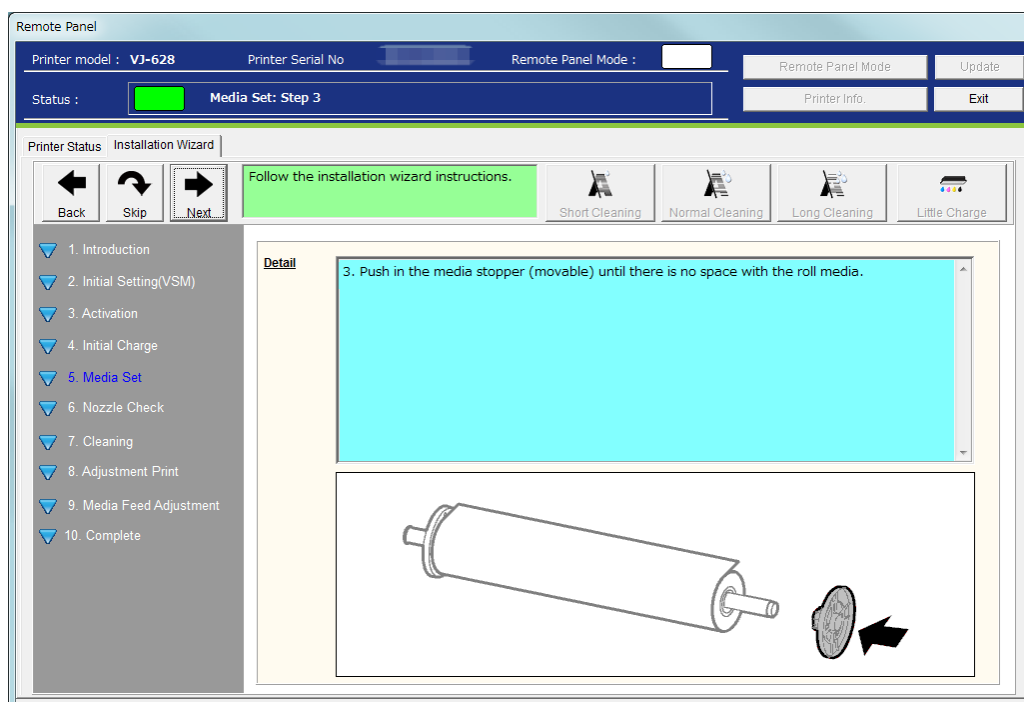 Remote Panel
Printer model : VJ-628 Printer Serial No Remote Panel Mode :
Remote Panel Mode Update
Status : Media Set: Step 3
Printer Info. Exit
Printer Status Installation Wizard
Back Skip Next
Follow the installation wizard instructions.
Short Cleaning Normal Cleaning Long Cleaning Little Charge
1. Introduction
2. Initial Setting(VSM)
3. Activation
4. Initial Charge
5. Media Set
6. Nozzle Check
7. Cleaning
8. Adjustment Print
9. Media Feed Adjustment
10. Complete
Detail
3. Push in the media stopper (movable) until there is no space with the roll media.